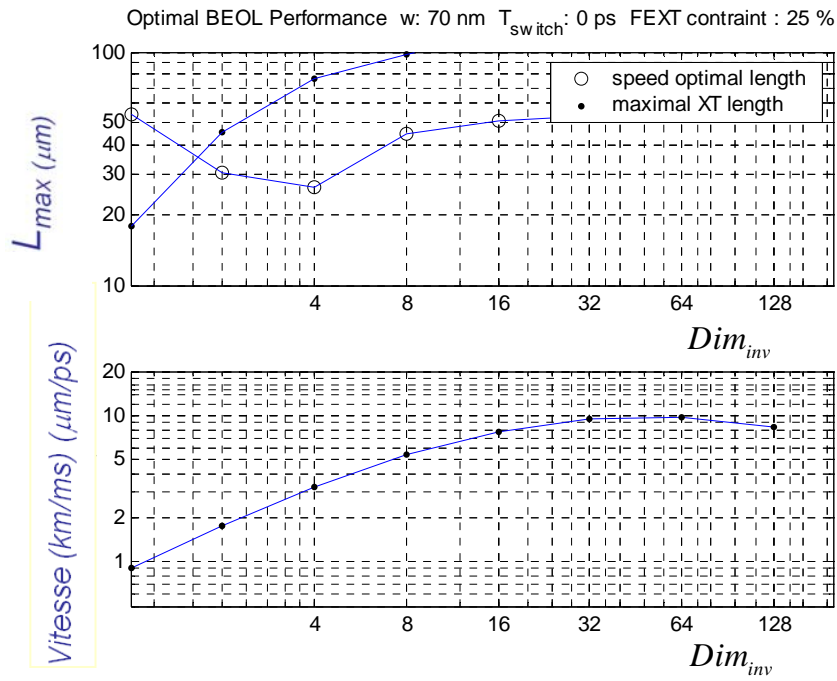 Optimal BEOL Performance w: 70 nm T_switch: 0 ps FEXT contraint : 25 %
100
50
40
30
20
10
L_max (μm)
speed optimal length
maximal XT length
4 8 16 32 64 128
Dim_inv
20
10
5
2
1
Vitesse (km/ms) (μm/ps)
4 8 16 32 64 128
Dim_inv